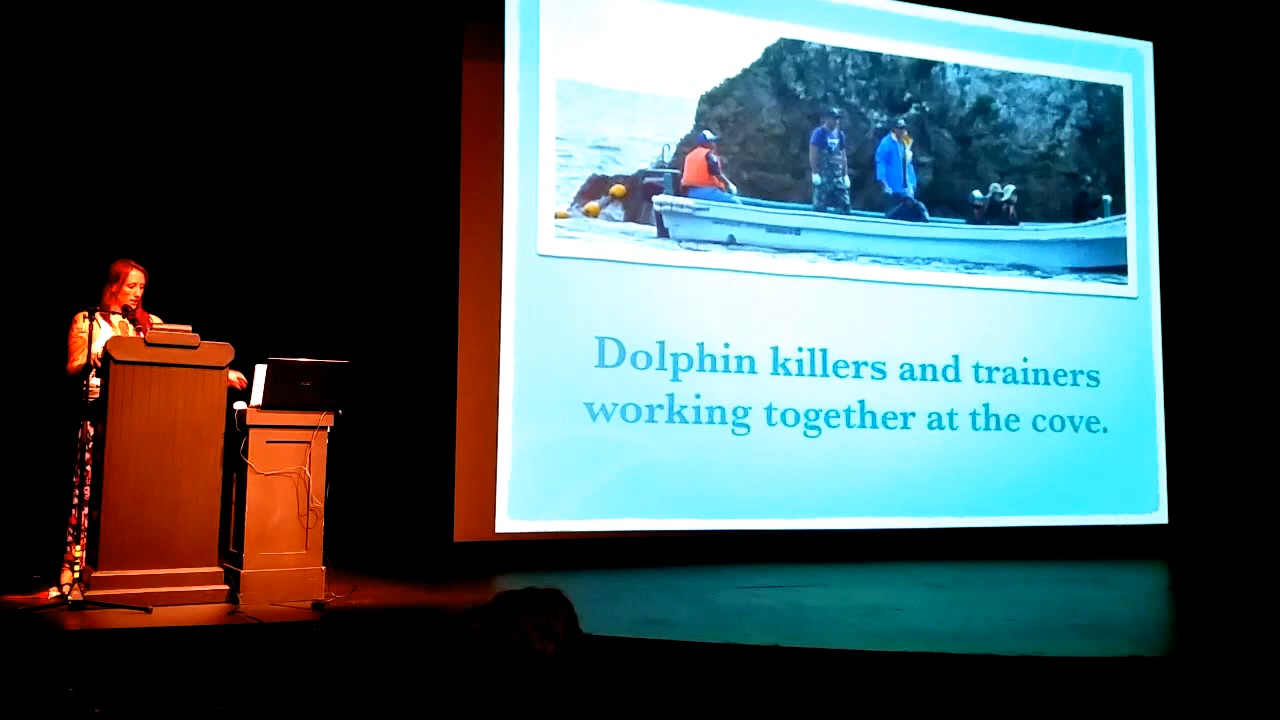 Dolphin killers and trainers
working together at the cove.